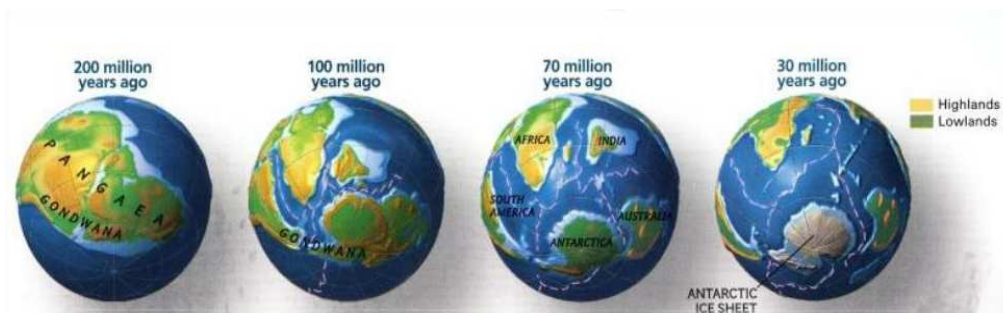 200 million
years ago
100 million
years ago
70 million
years ago
30 million
years ago
Highlands
Lowlands
PANGAEA
GONDWANA
GONDWANA
AFRICA
INDIA
SOUTH
AMERICA
AUSTRALIA
ANTARCTICA
ANTARCTIC
ICE SHEET